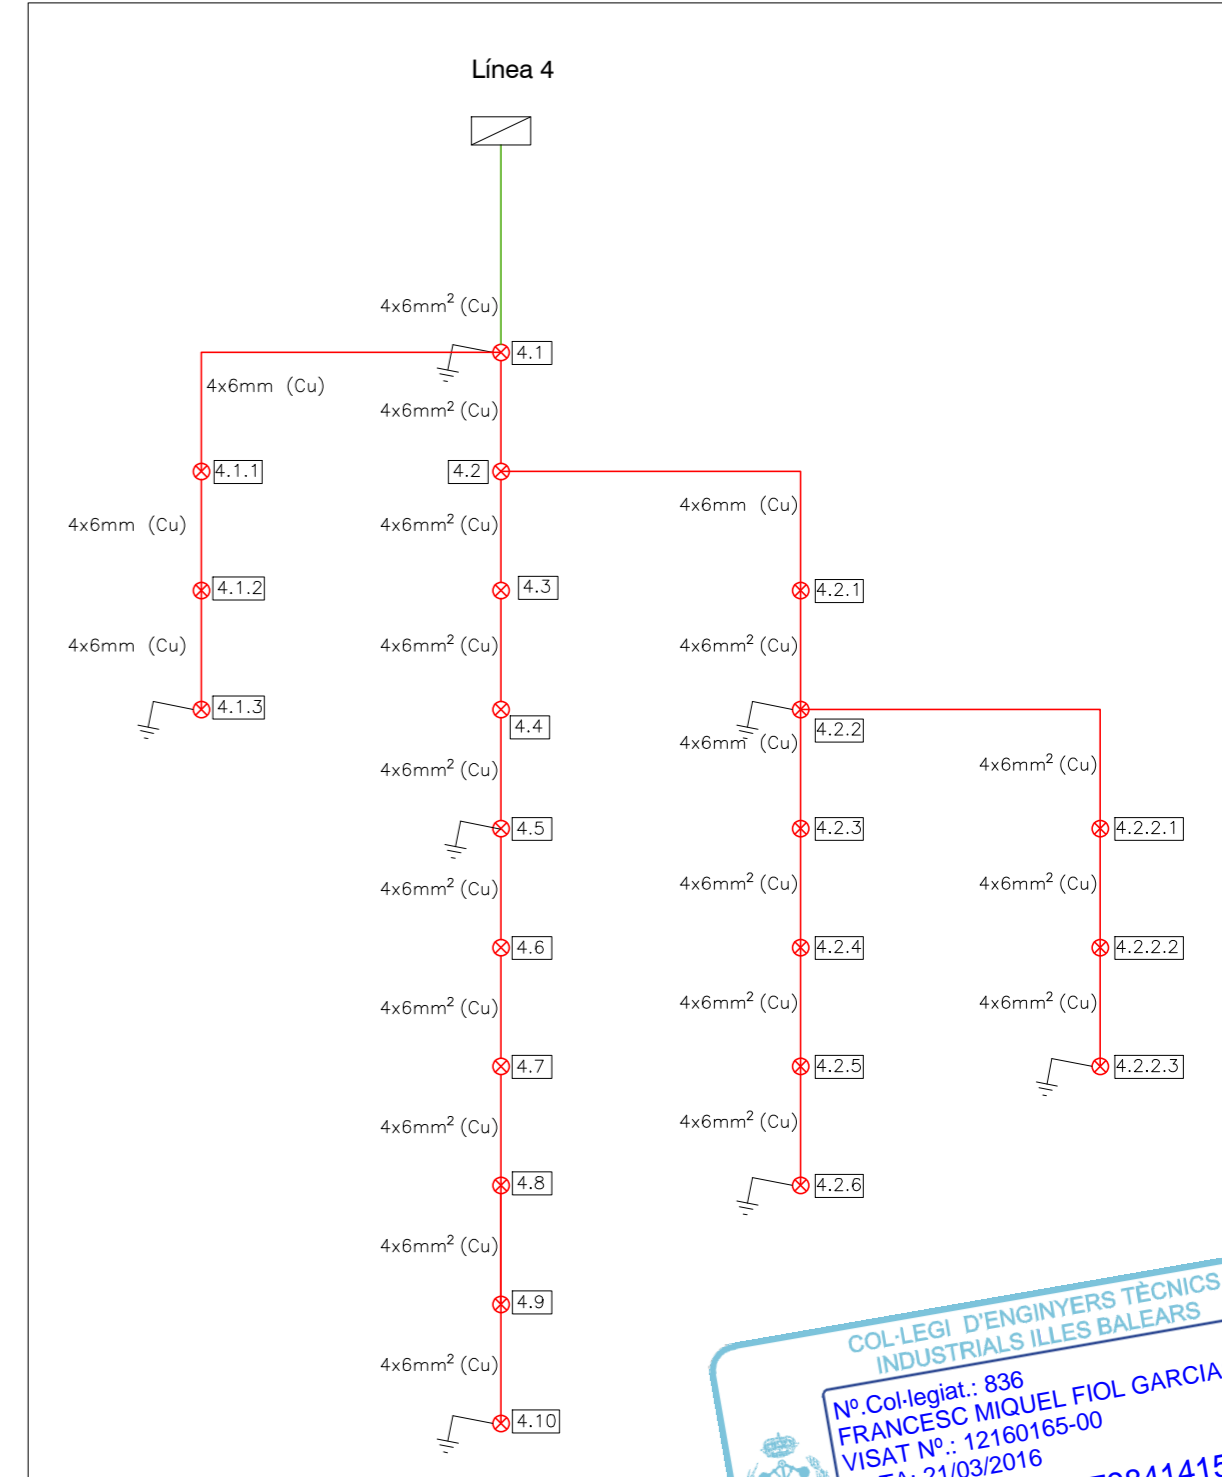 Línea 4
4x6mm² (Cu)
4.1
4x6mm (Cu)
4x6mm² (Cu)
4.1.1
4.2
4x6mm (Cu)
4x6mm (Cu)
4x6mm² (Cu)
4.1.2
4.3
4.2.1
4x6mm (Cu)
4x6mm² (Cu)
4x6mm² (Cu)
4.1.3
4.4
4.2.2
4x6mm (Cu)
4x6mm² (Cu)
4x6mm² (Cu)
4.5
4.2.3
4.2.2.1
4x6mm² (Cu)
4x6mm² (Cu)
4x6mm² (Cu)
4.6
4.2.4
4.2.2.2
4x6mm² (Cu)
4x6mm² (Cu)
4x6mm² (Cu)
4.7
4.2.5
4.2.2.3
4x6mm² (Cu)
4x6mm² (Cu)
4.8
4.2.6
4x6mm² (Cu)
4.9
4x6mm² (Cu)
4.10
COL·LEGI D'ENGINYERS TÈCNICS
INDUSTRIALS ILLES BALEARS
Nº.Col·legiat.: 836
FRANCESC MIQUEL FIOL GARCIA
VISAT Nº.: 12160165-00
21/03/2016